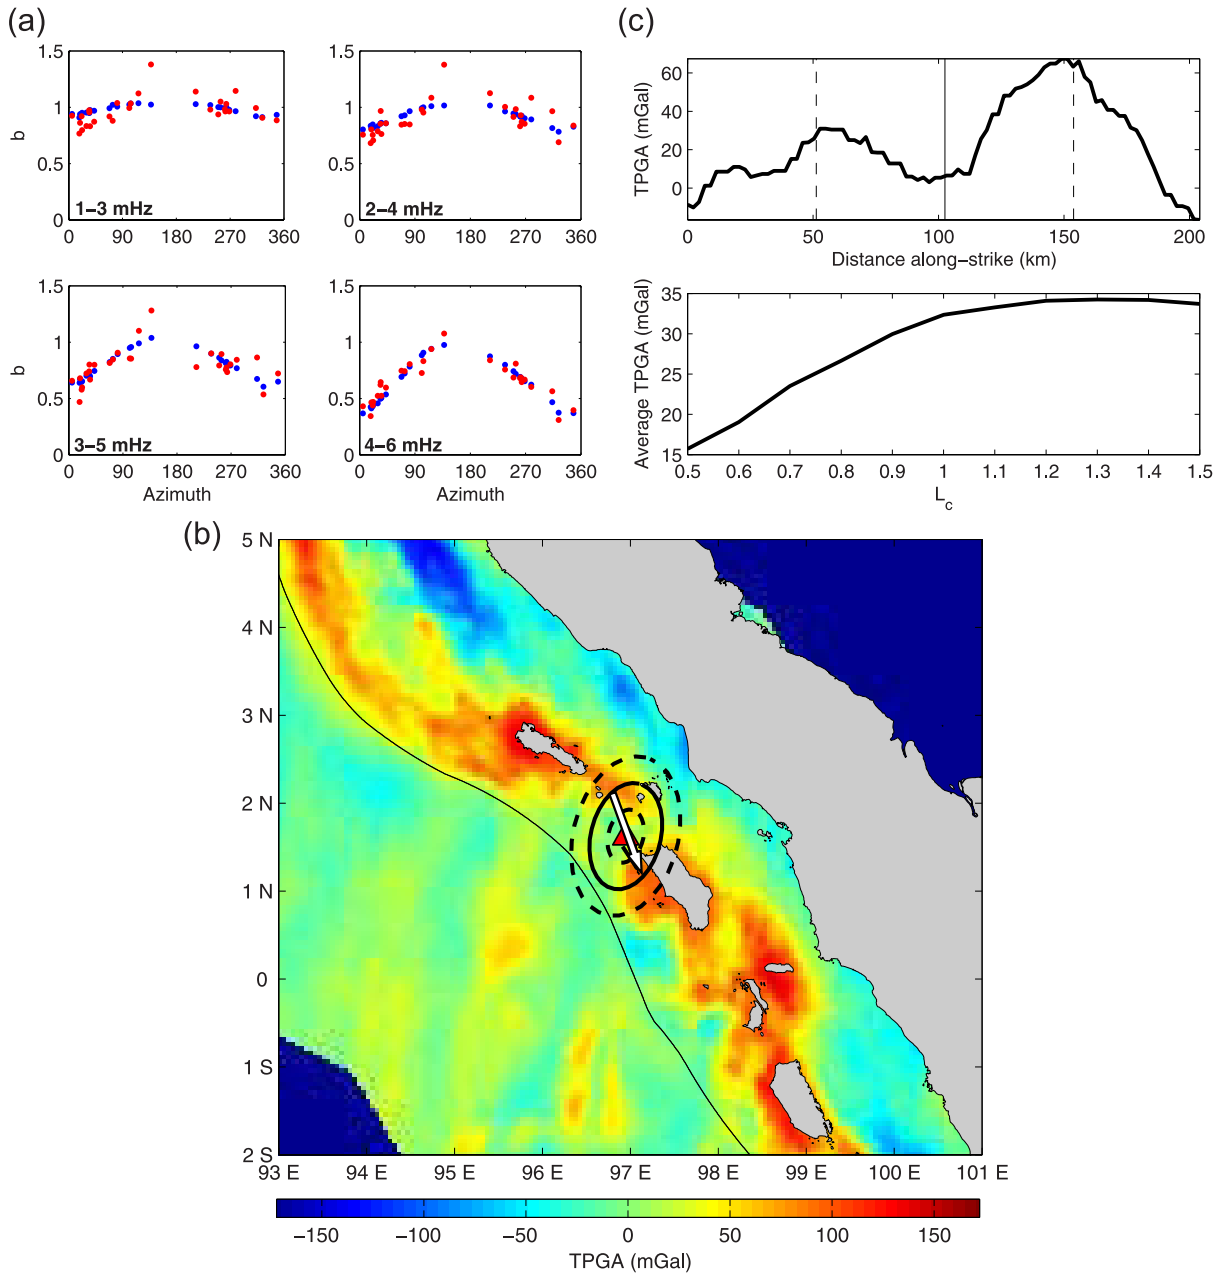 (a)
1.5
1
0.5
0
b
1−3 mHz
0 90 180 270 360
1.5
1
0.5
0
2−4 mHz
0 90 180 270 360
1.5
1
0.5
0
b
3−5 mHz
0 90 180 270 360
Azimuth
1.5
1
0.5
0
4−6 mHz
0 90 180 270 360
Azimuth
(c)
60
40
20
0
TPGA (mGal)
0 50 100 150 200
Distance along−strike (km)
35
30
25
20
15
Average TPGA (mGal)
0.5 0.6 0.7 0.8 0.9 1 1.1 1.2 1.3 1.4 1.5
Lc
(b)
5 N
4 N
3 N
2 N
1 N
0
1 S
2 S
93 E 94 E 95 E 96 E 97 E 98 E 99 E 100 E 101 E
−150 −100 −50 0 50 100 150
TPGA (mGal)